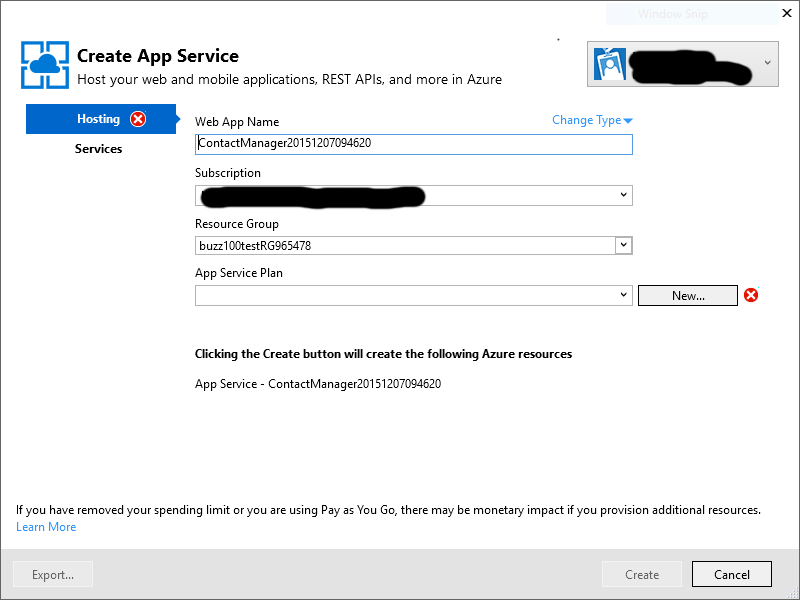 Window Snip
Create App Service
Host your web and mobile applications, REST APIs, and more in Azure
Hosting
Services
Web App Name
Change Type
ContactManager20151207094620
Subscription
Resource Group
buzz100testRG965478
App Service Plan
New...
Clicking the Create button will create the following Azure resources
App Service - ContactManager20151207094620
If you have removed your spending limit or you are using Pay as You Go, there may be monetary impact if you provision additional resources.
Learn More
Export...
Create
Cancel